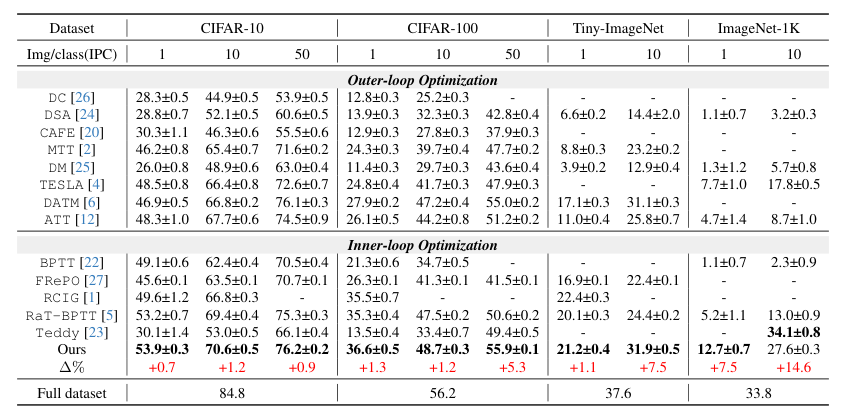 Dataset CIFAR-10 CIFAR-100 Tiny-ImageNet ImageNet-1K
Img/class(IPC) 1 10 50 1 10 50 1 10 1 10
Outer-loop Optimization
DC [26] 28.3±0.5 44.9±0.5 53.9±0.5 12.8±0.3 25.2±0.3 - - - - -
DSA [24] 28.8±0.7 52.1±0.5 60.6±0.5 13.9±0.3 32.3±0.3 42.8±0.4 6.6±0.2 14.4±2.0 1.1±0.7 3.2±0.3
CAFE [20] 30.3±1.1 46.3±0.6 55.5±0.6 12.9±0.3 27.8±0.3 37.9±0.3 - - - -
MTT [2] 46.2±0.8 65.4±0.7 71.6±0.2 24.3±0.3 39.7±0.4 47.7±0.2 8.8±0.3 23.2±0.2 - -
DM [25] 26.0±0.8 48.9±0.6 63.0±0.4 11.4±0.3 29.7±0.3 43.6±0.4 3.9±0.2 12.9±0.4 1.3±1.2 5.7±0.8
TESLA [4] 48.5±0.8 66.4±0.8 72.6±0.7 24.8±0.4 41.7±0.3 47.9±0.3 - - 7.7±1.0 17.8±0.5
DATM [6] 46.9±0.5 66.8±0.2 76.1±0.3 27.9±0.2 47.2±0.4 55.0±0.2 17.1±0.3 31.1±0.3 - -
ATT [12] 48.3±1.0 67.7±0.6 74.5±0.9 26.1±0.5 44.2±0.8 51.2±0.2 11.0±0.4 25.8±0.7 4.7±1.4 8.7±1.0
Inner-loop Optimization
BPTT [22] 49.1±0.6 62.4±0.4 70.5±0.4 21.3±0.6 34.7±0.5 - - - 1.1±0.7 2.3±0.9
FRePO [27] 45.6±0.1 63.5±0.1 70.7±0.1 26.3±0.1 41.3±0.1 41.5±0.1 16.9±0.1 22.4±0.1 - -
RCIG [1] 49.6±1.2 66.8±0.3 - 35.5±0.7 - - 22.4±0.3 - - -
RaT-BPTT [5] 53.2±0.7 69.4±0.4 75.3±0.3 35.3±0.4 47.5±0.2 50.6±0.2 20.1±0.3 24.4±0.2 5.2±1.1 13.0±0.9
Teddy [23] 30.1±1.4 53.0±0.5 66.1±0.4 13.5±0.4 33.4±0.7 49.4±0.5 - - - 34.1±0.8
Ours 53.9±0.3 70.6±0.5 76.2±0.2 36.6±0.5 48.7±0.3 55.9±0.1 21.2±0.4 31.9±0.5 12.7±0.7 27.6±0.3
Δ% +0.7 +1.2 +0.9 +1.3 +1.2 +5.3 +1.1 +7.5 +7.5 +14.6
Full dataset 84.8 56.2 37.6 33.8